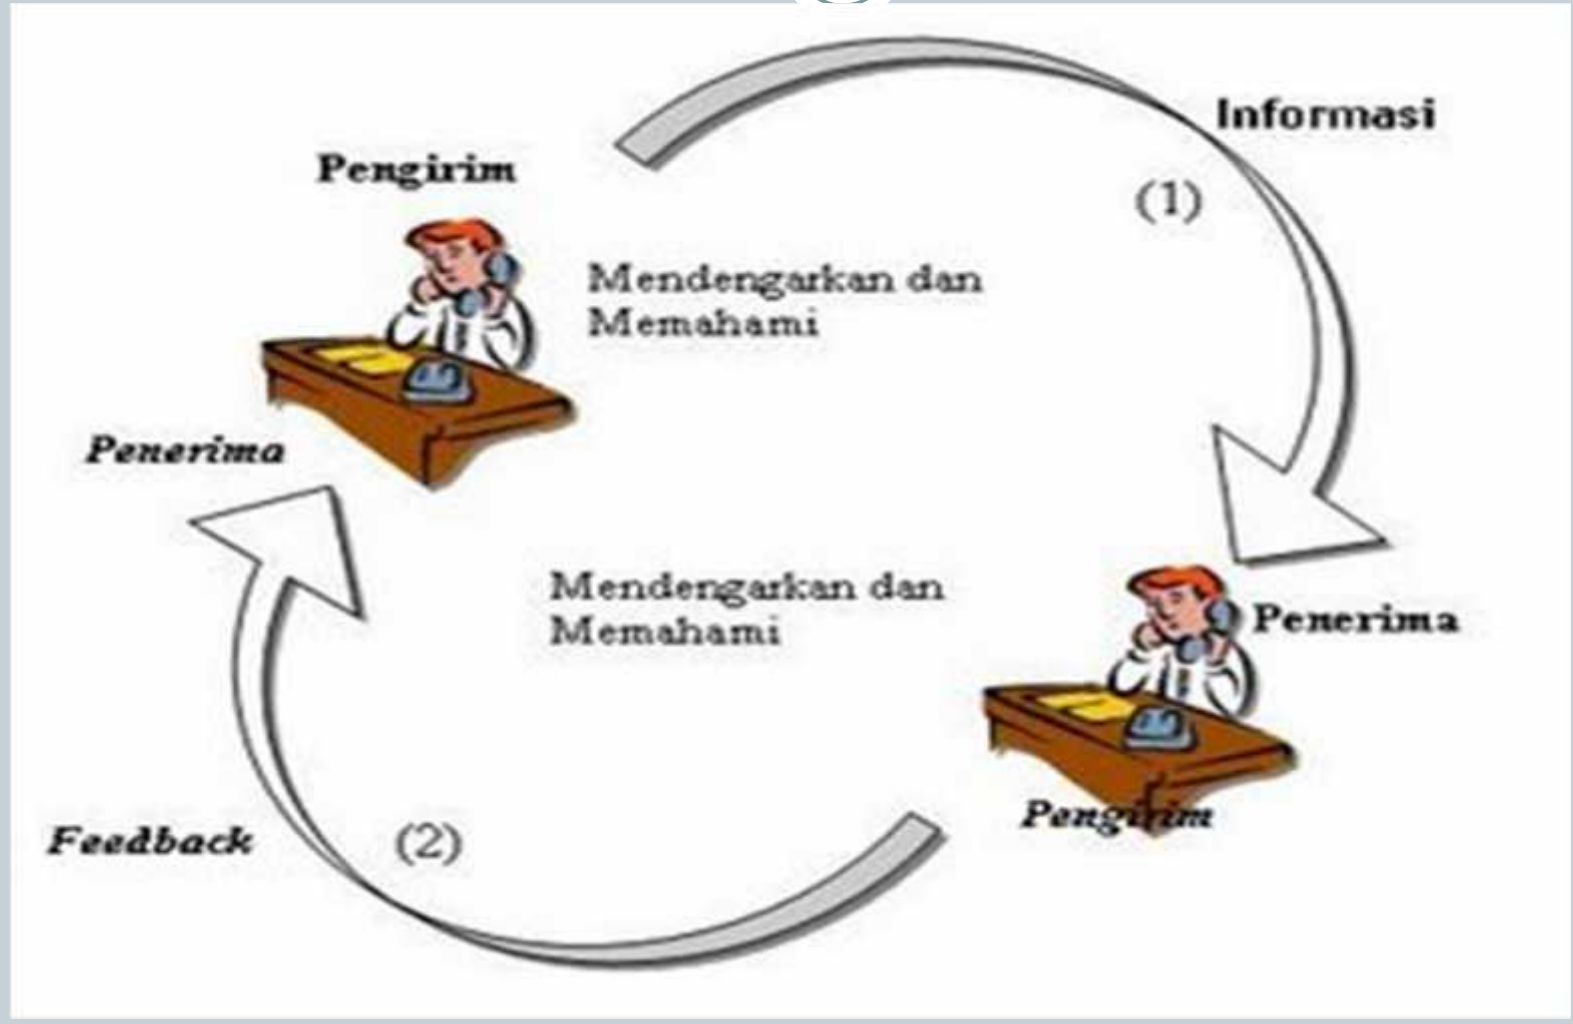 Informasi
(1)
Pengirim
Mendengarkan dan
Memahami
Penerima
Mendengarkan dan
Memahami
Penerima
Pengirim
Feedback
(2)